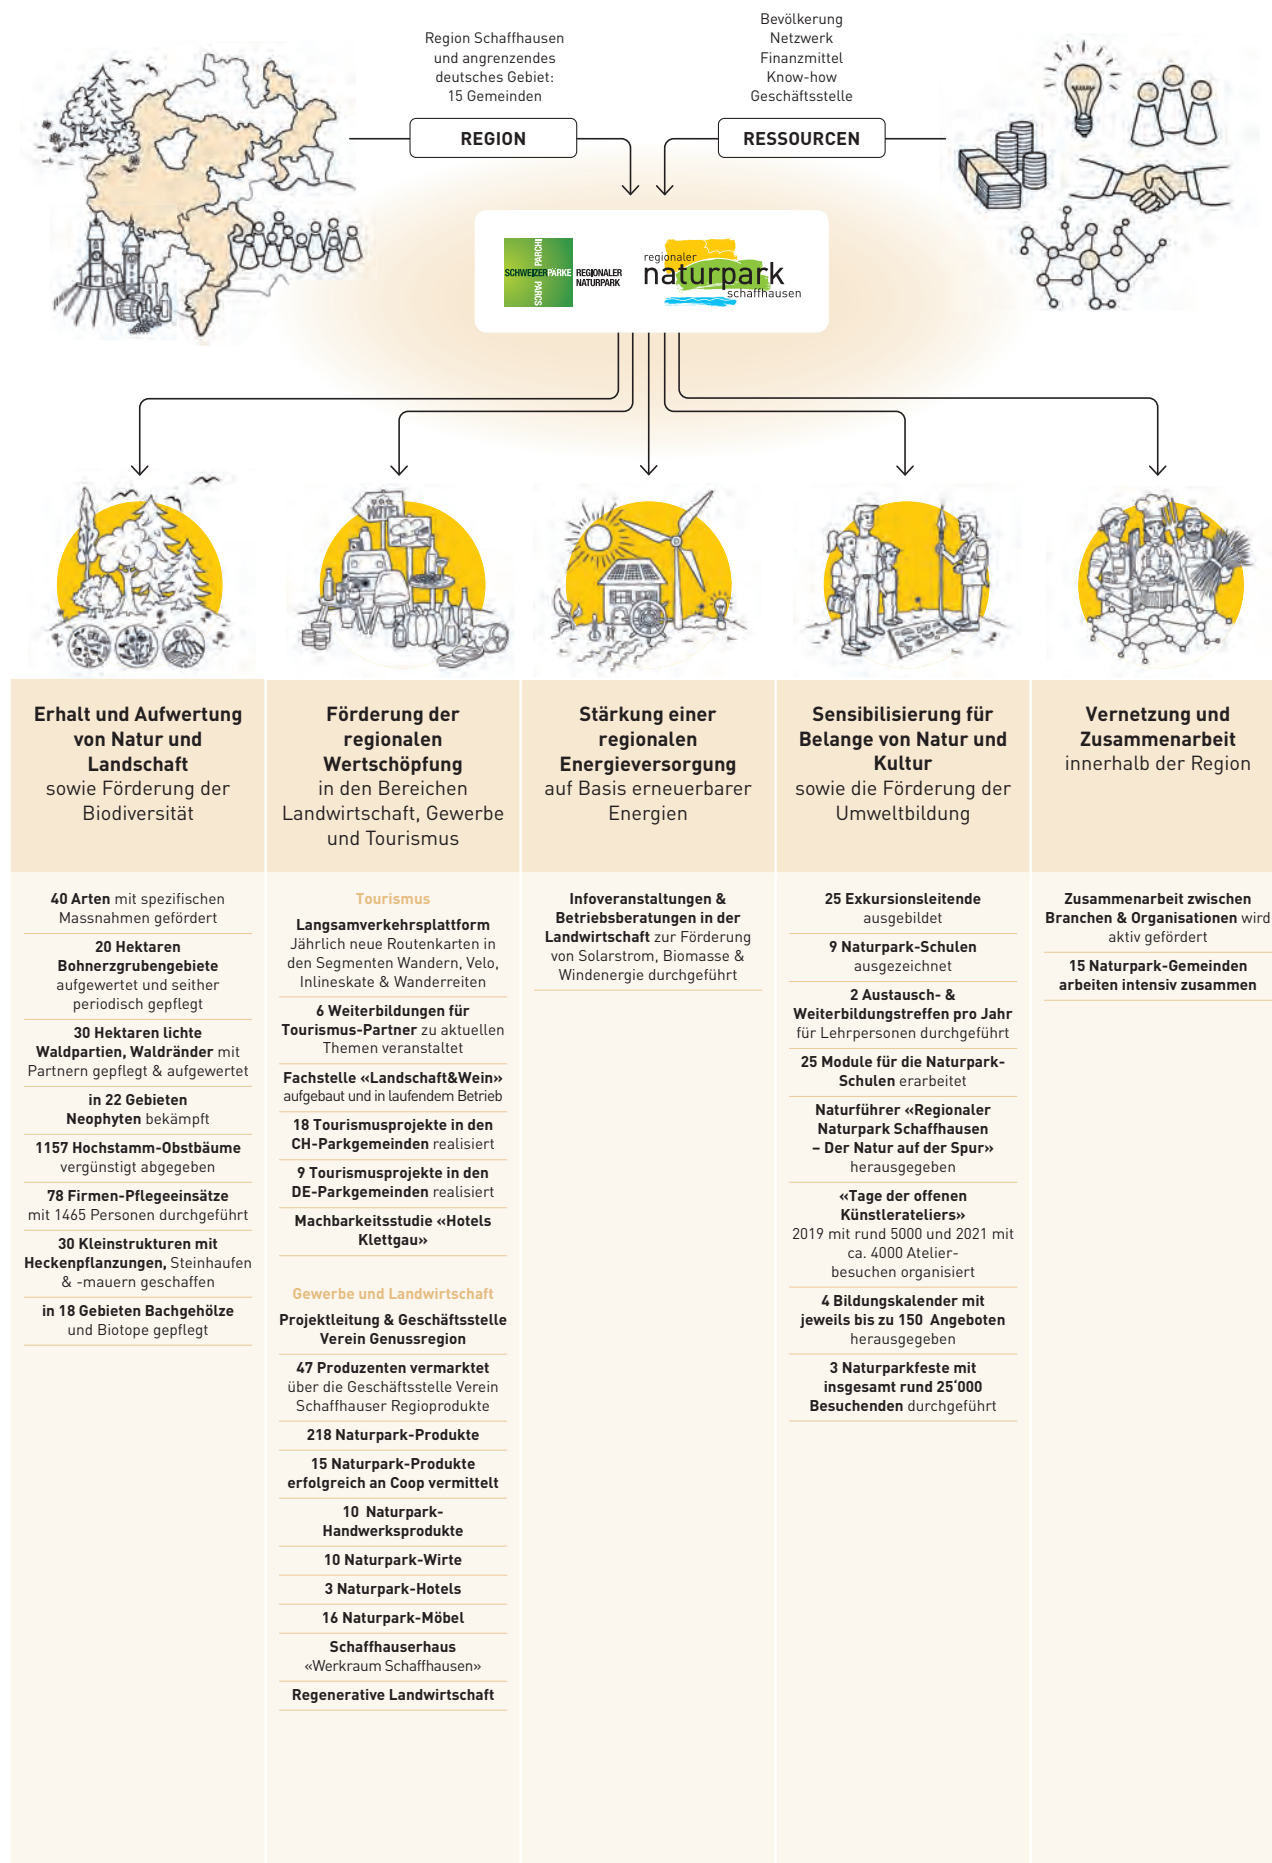 Region Schaffhausen
und angrenzendes
deutsches Gebiet:
15 Gemeinden
REGION
Bevölkerung
Netzwerk
Finanzmittel
Know-how
Geschäftsstelle
RESSOURCEN
SCHWEIZER PÄRKE
PARCHI
PARCS
REGIONALER
NATURPARK
regionaler
naturpark
schaffhausen
HOTEL
Erhalt und Aufwertung
von Natur und
Landschaft
sowie Förderung der
Biodiversität
40 Arten mit spezifischen
Massnahmen gefördert
20 Hektaren
Bohnerzgrubengebiete
aufgewertet und seither
periodisch gepflegt
30 Hektaren lichte
Waldpartien, Waldränder mit
Partnern gepflegt & aufgewertet
in 22 Gebieten
Neophyten bekämpft
1157 Hochstamm-Obstbäume
vergünstigt abgegeben
78 Firmen-Pflegeeinsätze
mit 1465 Personen durchgeführt
30 Kleinstrukturen mit
Heckenpflanzungen, Steinhaufen
& -mauern geschaffen
in 18 Gebieten Bachgehölze
und Biotope gepflegt
Förderung der
regionalen
Wertschöpfung
in den Bereichen
Landwirtschaft, Gewerbe
und Tourismus
Tourismus
Langsamverkehrsplattform
Jährlich neue Routenkarten in
den Segmenten Wandern, Velo,
Inlineskate & Wanderreiten
6 Weiterbildungen für
Tourismus-Partner zu aktuellen
Themen veranstaltet
Fachstelle «Landschaft&Wein»
aufgebaut und in laufendem Betrieb
18 Tourismusprojekte in den
CH-Parkgemeinden realisiert
9 Tourismusprojekte in den
DE-Parkgemeinden realisiert
Machbarkeitsstudie «Hotels
Klettgau»
Gewerbe und Landwirtschaft
Projektleitung & Geschäftsstelle
Verein Genussregion
47 Produzenten vermarktet
über die Geschäftsstelle Verein
Schaffhauser Regioprodukte
218 Naturpark-Produkte
15 Naturpark-Produkte
erfolgreich an Coop vermittelt
10 Naturpark-
Handwerksprodukte
10 Naturpark-Wirte
3 Naturpark-Hotels
16 Naturpark-Möbel
Schaffhauserhaus
«Werkraum Schaffhausen»
Regenerative Landwirtschaft
Stärkung einer
regionalen
Energieversorgung
auf Basis erneuerbarer
Energien
Infoveranstaltungen &
Betriebsberatungen in der
Landwirtschaft zur Förderung
von Solarstrom, Biomasse &
Windenergie durchgeführt
Sensibilisierung für
Belange von Natur und
Kultur
sowie die Förderung der
Umweltbildung
25 Exkursionsleitende
ausgebildet
9 Naturpark-Schulen
ausgezeichnet
2 Austausch- &
Weiterbildungstreffen pro Jahr
für Lehrpersonen durchgeführt
25 Module für die Naturpark-
Schulen erarbeitet
Naturführer «Regionaler
Naturpark Schaffhausen
– Der Natur auf der Spur»
herausgegeben
«Tage der offenen
Künstlerateliers»
2019 mit rund 5000 und 2021 mit
ca. 4000 Atelier-
besuchen organisiert
4 Bildungskalender mit
jeweils bis zu 150 Angeboten
herausgegeben
3 Naturparkfeste mit
insgesamt rund 25‘000
Besuchenden durchgeführt
Vernetzung und
Zusammenarbeit
innerhalb der Region
Zusammenarbeit zwischen
Branchen & Organisationen wird
aktiv gefördert
15 Naturpark-Gemeinden
arbeiten intensiv zusammen